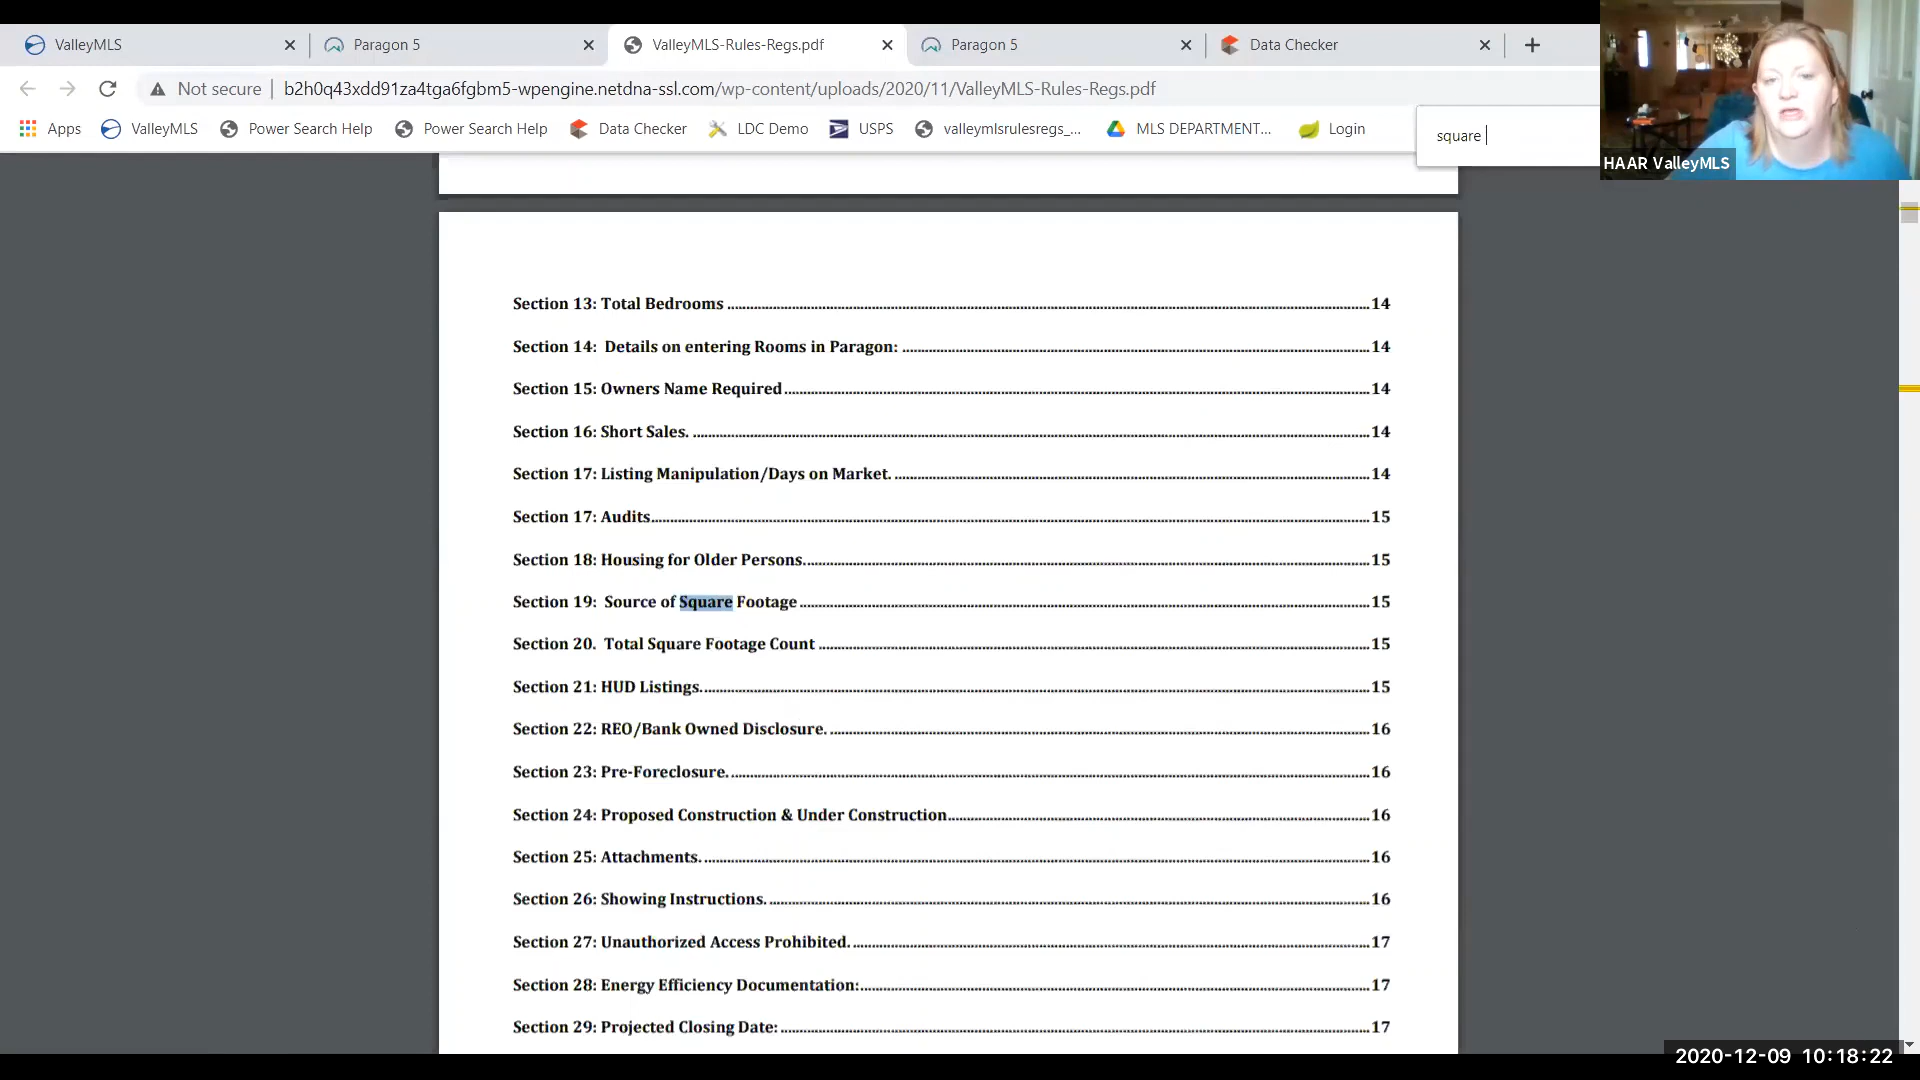 ValleyMLS
Paragon 5
ValleyMLS-Rules-Regs.pdf
Paragon 5
Data Checker
Not secure
b2h0q43xdd91za4tga6fgbm5-wpengine.netdna-ssl.com/wp-content/uploads/2020/11/ValleyMLS-Rules-Regs.pdf
Apps
ValleyMLS
Power Search Help
Power Search Help
Data Checker
LDC Demo
USPS
valleymlsrulesregs_...
MLS DEPARTMENT...
Login
square
HAAR ValleyMLS
Section 13: Total Bedrooms 14
Section 14: Details on entering Rooms in Paragon: 14
Section 15: Owners Name Required 14
Section 16: Short Sales. 14
Section 17: Listing Manipulation/Days on Market. 14
Section 17: Audits 15
Section 18: Housing for Older Persons. 15
Section 19: Source of Square Footage 15
Section 20. Total Square Footage Count 15
Section 21: HUD Listings. 15
Section 22: REO/Bank Owned Disclosure. 16
Section 23: Pre-Foreclosure. 16
Section 24: Proposed Construction & Under Construction 16
Section 25: Attachments. 16
Section 26: Showing Instructions. 16
Section 27: Unauthorized Access Prohibited. 17
Section 28: Energy Efficiency Documentation: 17
Section 29: Projected Closing Date: 17
2020-12-09 10:18:22